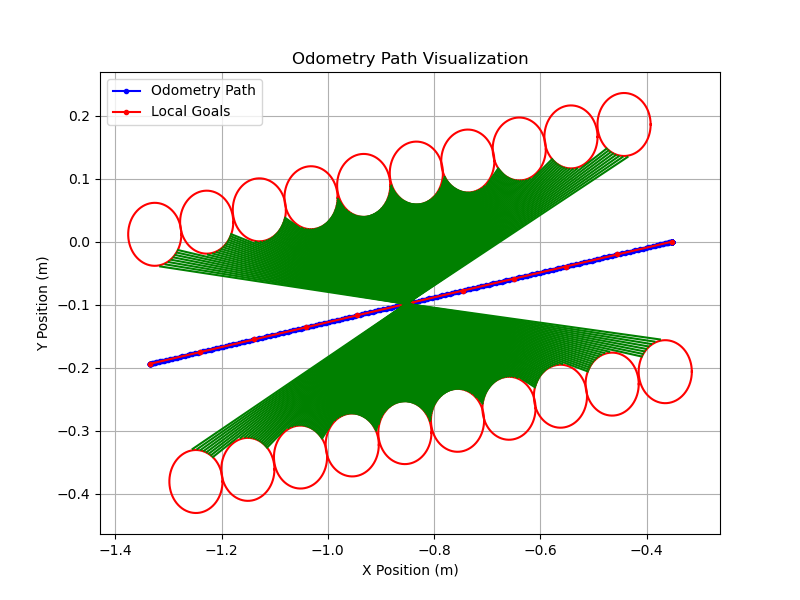 Odometry Path Visualization
Odometry Path
Local Goals
0.2
0.1
0.0
−0.1
−0.2
−0.3
−0.4
Y Position (m)
−1.4 −1.2 −1.0 −0.8 −0.6 −0.4
X Position (m)